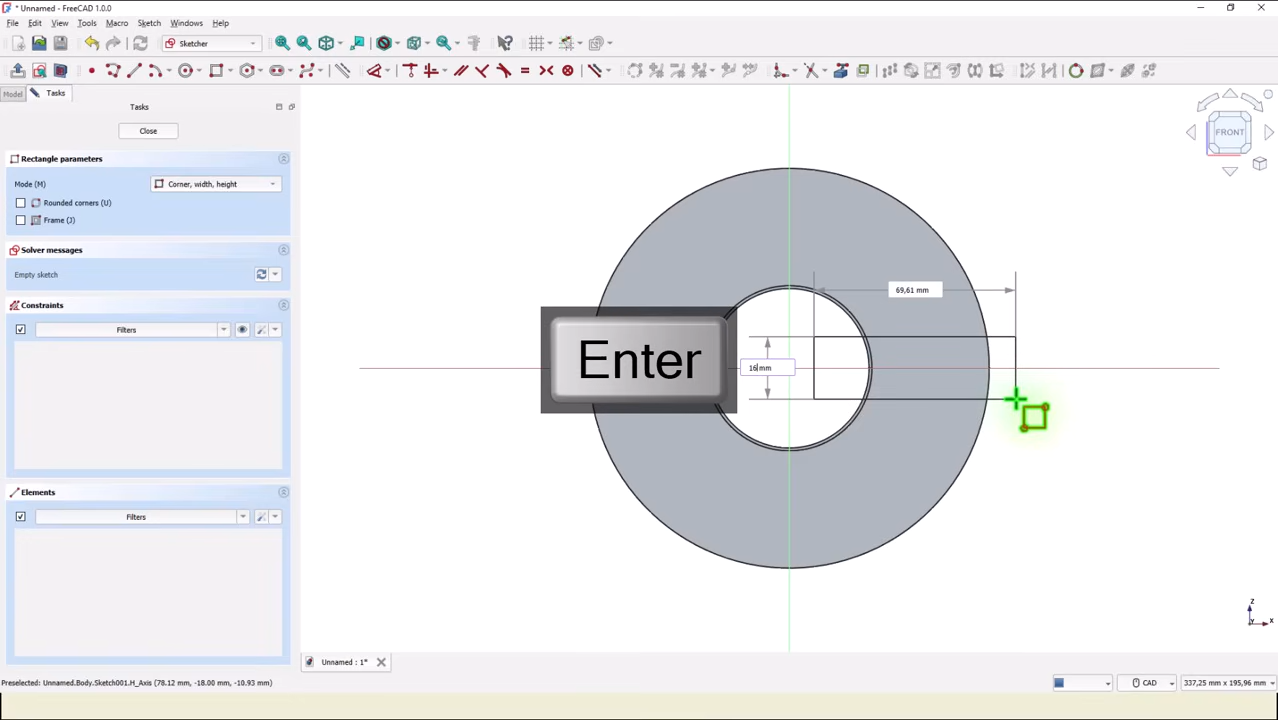 * Unnamed - FreeCAD 1.0.0
File Edit View Tools Macro Sketch Windows Help
Sketcher
Model Tasks
Tasks
Close
Rectangle parameters
Mode (M) Corner, width, height
Rounded corners (U)
Frame (J)
Solver messages
Empty sketch
Constraints
Filters
Elements
Filters
FRONT
69,61 mm
Enter
16 mm
Z
Y
X
Unnamed : 1*
Preselected: Unnamed.Body.Sketch001.H_Axis (78.12 mm, -18.00 mm, -10.93 mm)
CAD
337,25 mm x 195,96 mm